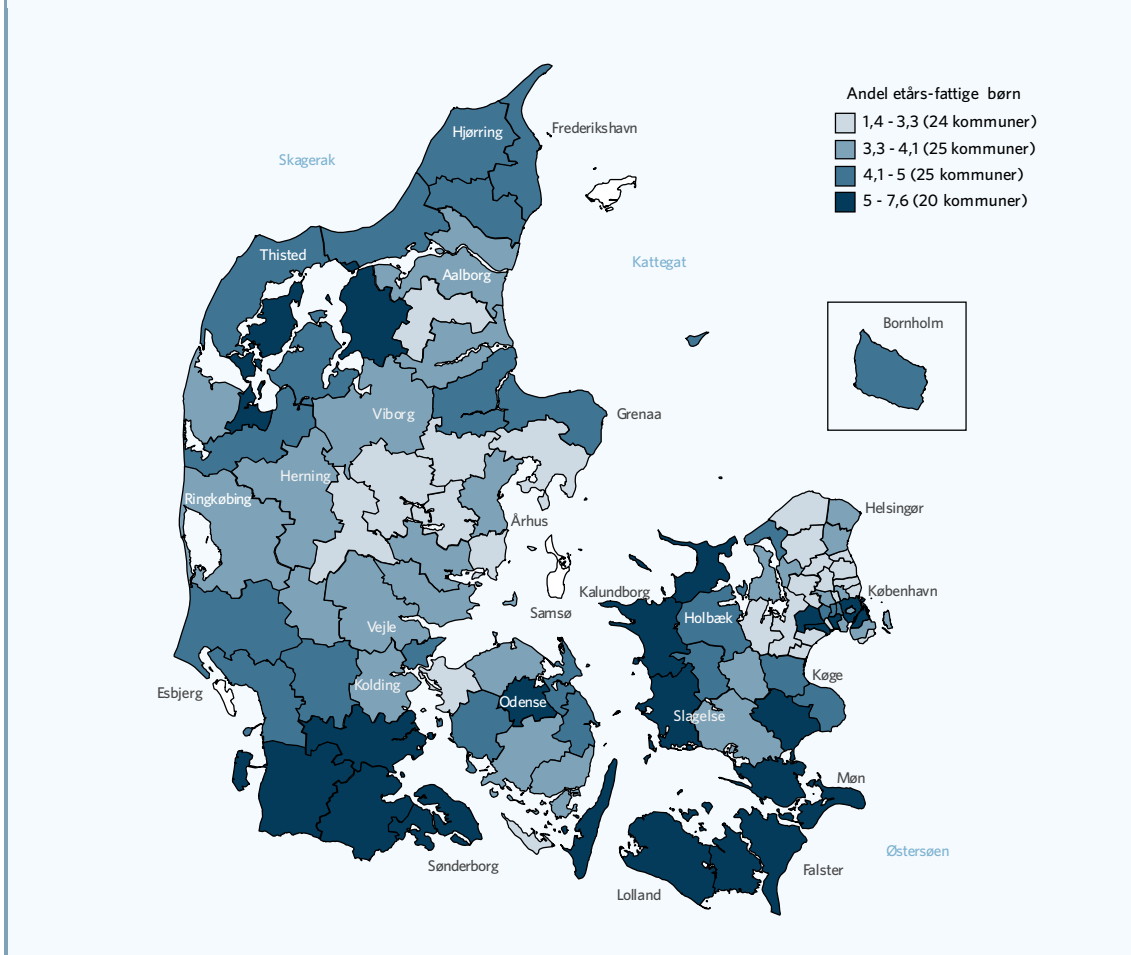 Andel etårs-fattige børn
1,4 - 3,3 (24 kommuner)
3,3 - 4,1 (25 kommuner)
4,1 - 5 (25 kommuner)
5 - 7,6 (20 kommuner)
Hjørring
Frederikshavn
Skagerak
Thisted
Kattegat
Aalborg
Bornholm
Viborg
Grenaa
Herning
Ringkøbing
Helsingør
Århus
København
Kalundborg
Samsø
Holbæk
Vejle
Køge
Kolding
Esbjerg
Odense
Slagelse
Møn
Østersøen
Sønderborg
Falster
Lolland